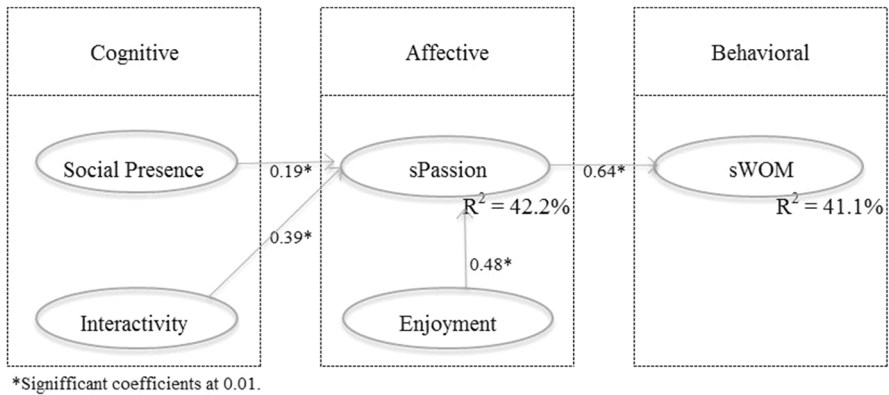 Cognitive
Affective
Behavioral
Social Presence
0.19*
sPassion
0.64*
sWOM
R² = 42.2%
R² = 41.1%
0.39*
0.48*
Interactivity
Enjoyment
*Signifficant coefficients at 0.01.